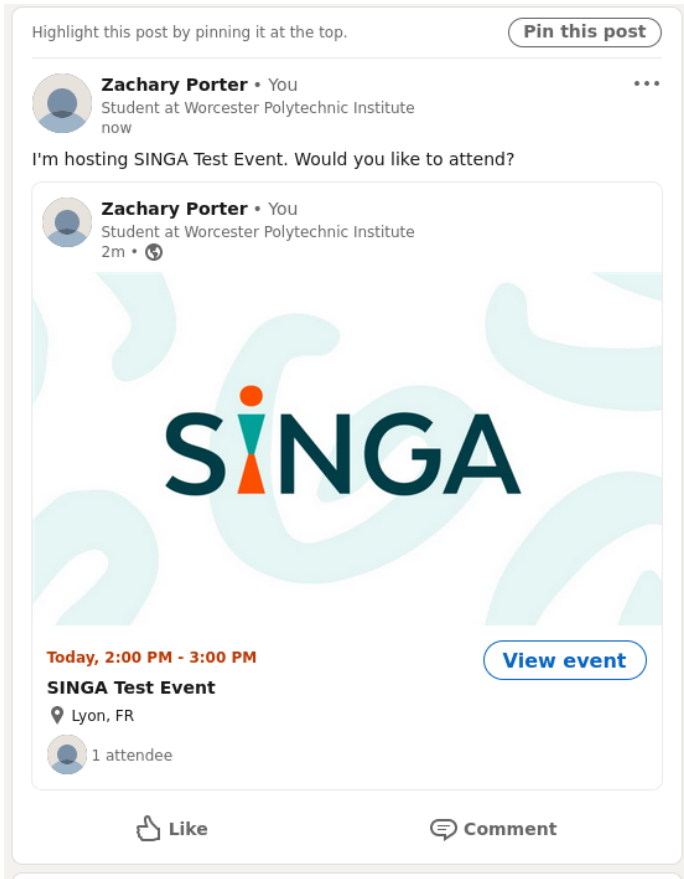 Highlight this post by pinning it at the top.
Pin this post
Zachary Porter • You
Student at Worcester Polytechnic Institute
now
I'm hosting SINGA Test Event. Would you like to attend?
Zachary Porter • You
Student at Worcester Polytechnic Institute
2m •
SiNGA
Today, 2:00 PM - 3:00 PM
View event
SINGA Test Event
Lyon, FR
1 attendee
Like
Comment